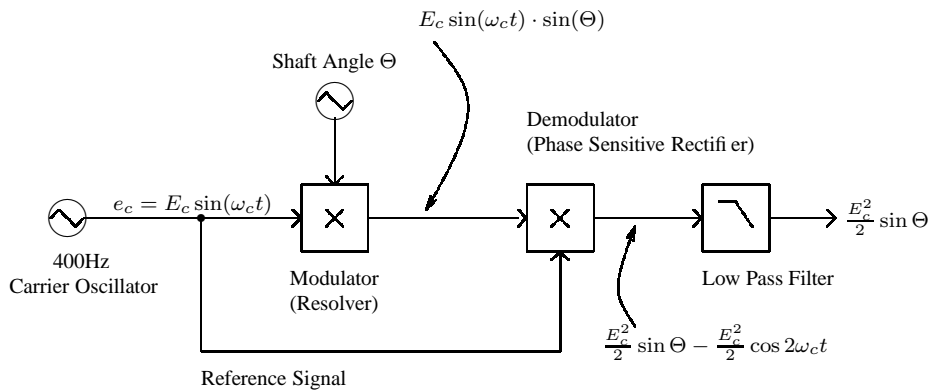 E_c sin(ω_c t) · sin(Θ)
Shaft Angle Θ
Demodulator
(Phase Sensitive Rectifier)
e_c = E_c sin(ω_c t)
E_c^2/2 sin Θ
400Hz
Carrier Oscillator
Modulator
(Resolver)
Low Pass Filter
E_c^2/2 sin Θ − E_c^2/2 cos 2ω_c t
Reference Signal